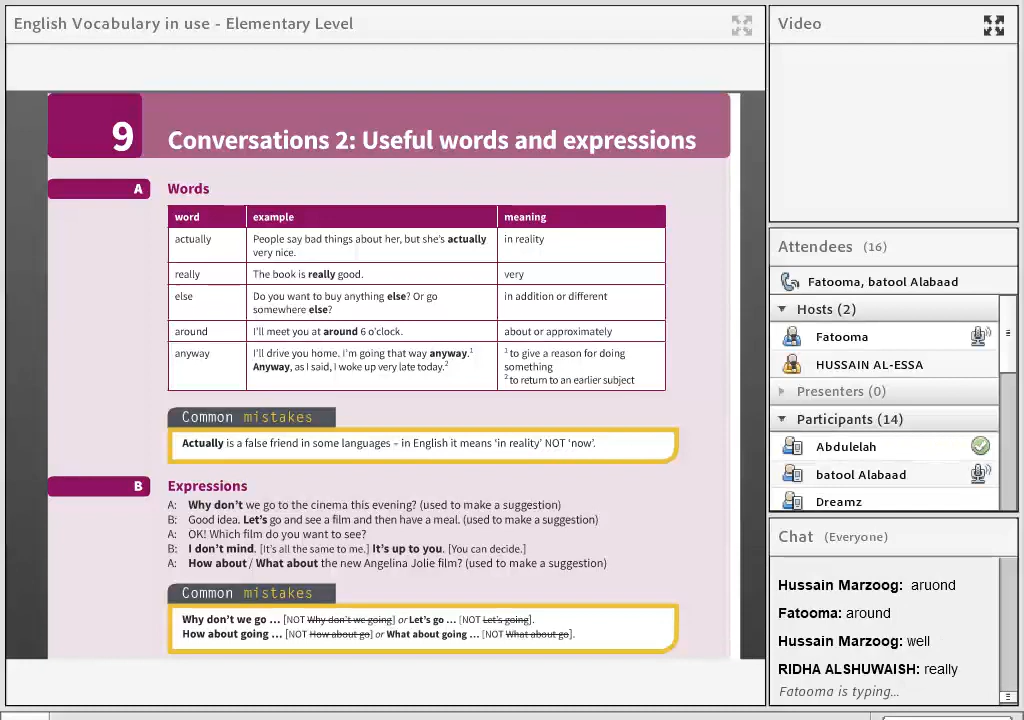 English Vocabulary in use - Elementary Level
9
Conversations 2: Useful words and expressions
A
Words
word example meaning
actually People say bad things about her, but she's actually in reality
very nice.
really The book is really good. very
else Do you want to buy anything else? Or go in addition or different
somewhere else?
around I'll meet you at around 6 o'clock. about or approximately
anyway I'll drive you home. I'm going that way anyway.¹ ¹ to give a reason for doing
Anyway, as I said, I woke up very late today.² something
² to return to an earlier subject
Common mistakes
Actually is a false friend in some languages – in English it means ‘in reality’ NOT ‘now’.
B
Expressions
A: Why don't we go to the cinema this evening? (used to make a suggestion)
B: Good idea. Let's go and see a film and then have a meal. (used to make a suggestion)
A: OK! Which film do you want to see?
B: I don't mind. [It's all the same to me.] It's up to you. [You can decide.]
A: How about / What about the new Angelina Jolie film? (used to make a suggestion)
Common mistakes
Why don't we go ... [NOT Why don't we going] or Let's go ... [NOT Let's going].
How about going ... [NOT How about go] or What about going ... [NOT What about go].
Video
Attendees (16)
Fatooma, batool Alabaad
Hosts (2)
Fatooma
HUSSAIN AL-ESSA
Presenters (0)
Participants (14)
Abdulelah
batool Alabaad
Dreamz
Chat (Everyone)
Hussain Marzoog: aruond
Fatooma: around
Hussain Marzoog: well
RIDHA ALSHUWAISH: really
Fatooma is typing...